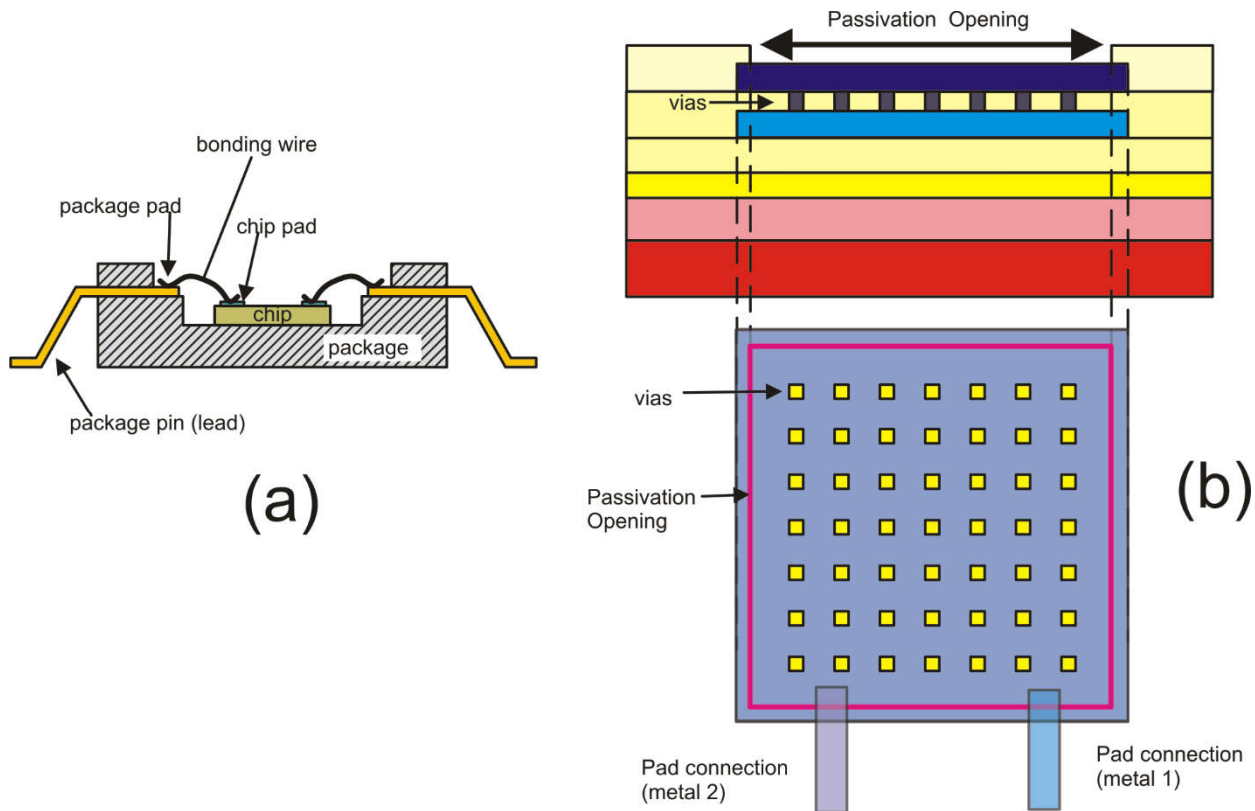 bonding wire
package pad
chip pad
chip
package
package pin (lead)
(a)
Passivation Opening
vias
vias
Passivation
Opening
(b)
Pad connection
(metal 2)
Pad connection
(metal 1)